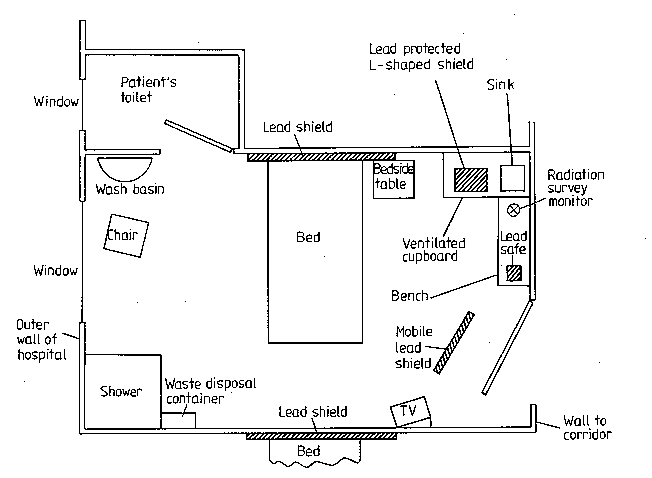 Lead protected
L-shaped shield
Patient's
toilet
Sink
Window
Lead shield
Bedside
table
Radiation
survey
monitor
Wash basin
Chair
Bed
Ventilated
cupboard
Lead
safe
Window
Bench
Outer
wall of
hospital
Mobile
lead
shield
Shower
Waste disposal
container
Lead shield
TV
Wall to
corridor
Bed